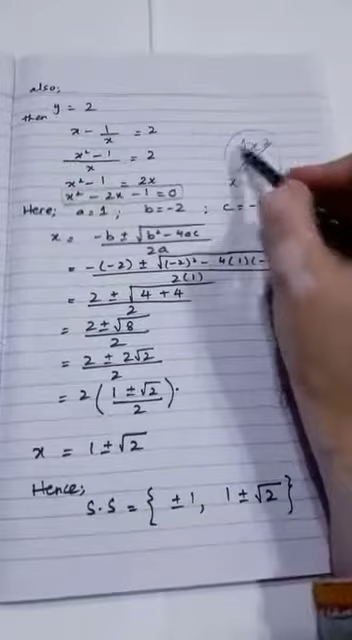 also;
y = 2
then
x - 1/x = 2
x² - 1 / x = 2
x² - 1 = 2x
x² - 2x - 1 = 0
Here; a = 1 ; b = -2 ; c = -
x = -b ± √b² - 4ac / 2a
= -(-2) ± √(-2)² - 4(1)(- / 2(1)
= 2 ± √4 + 4 / 2
= 2 ± √8 / 2
= 2 ± 2√2 / 2
= 2 ( 1 ± √2 / 2 ).
x = 1 ± √2
Hence;
S.S = { ± 1, 1 ± √2 }